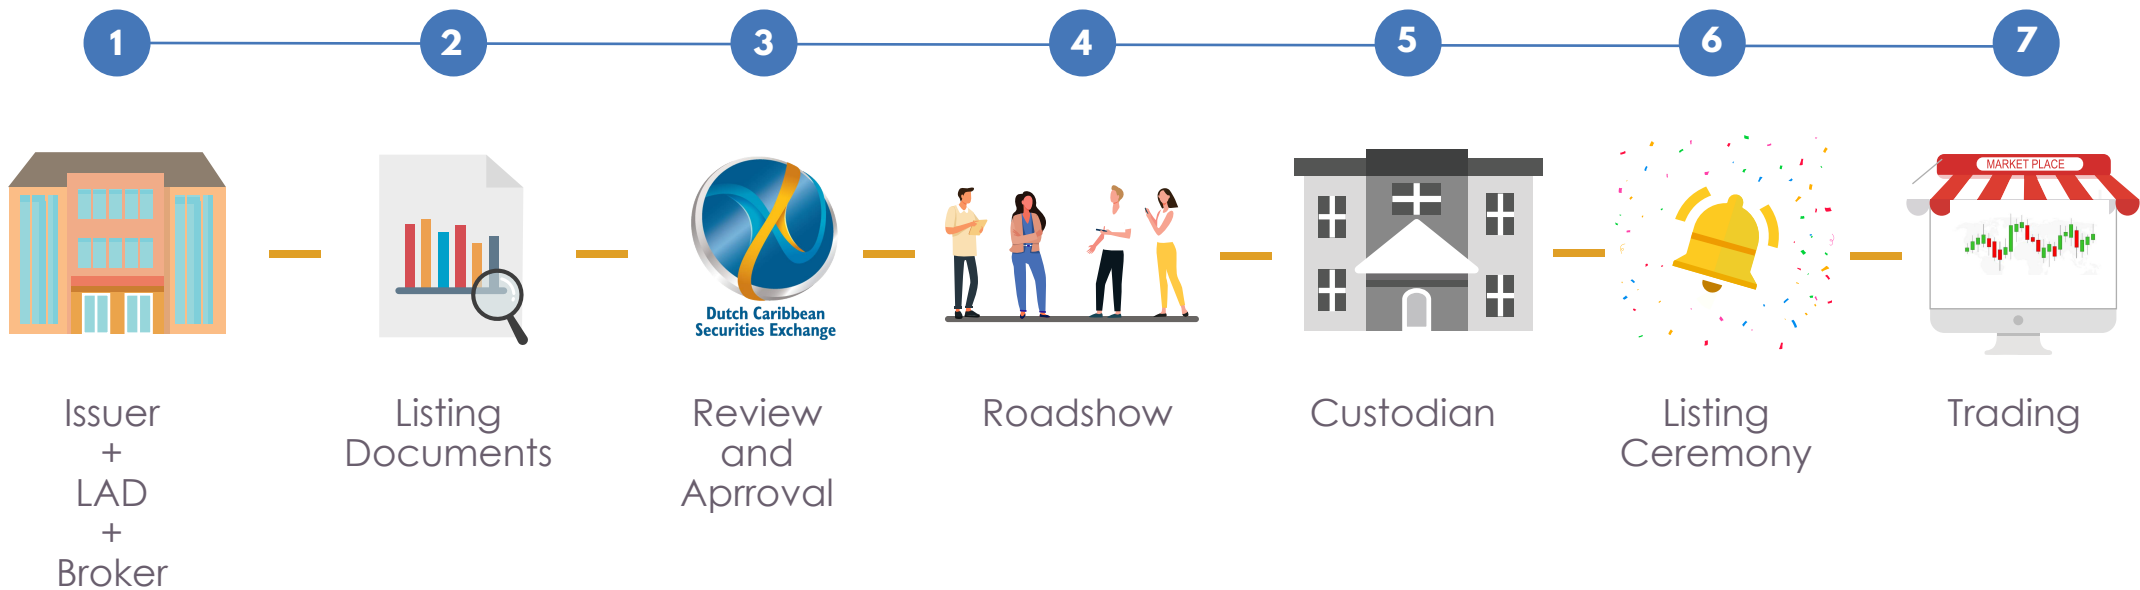 1
2
3
4
5
6
7
MARKET PLACE
Dutch Caribbean
Securities Exchange
Issuer
+
LAD
+
Broker
Listing
Documents
Review
and
Aprroval
Roadshow
Custodian
Listing
Ceremony
Trading